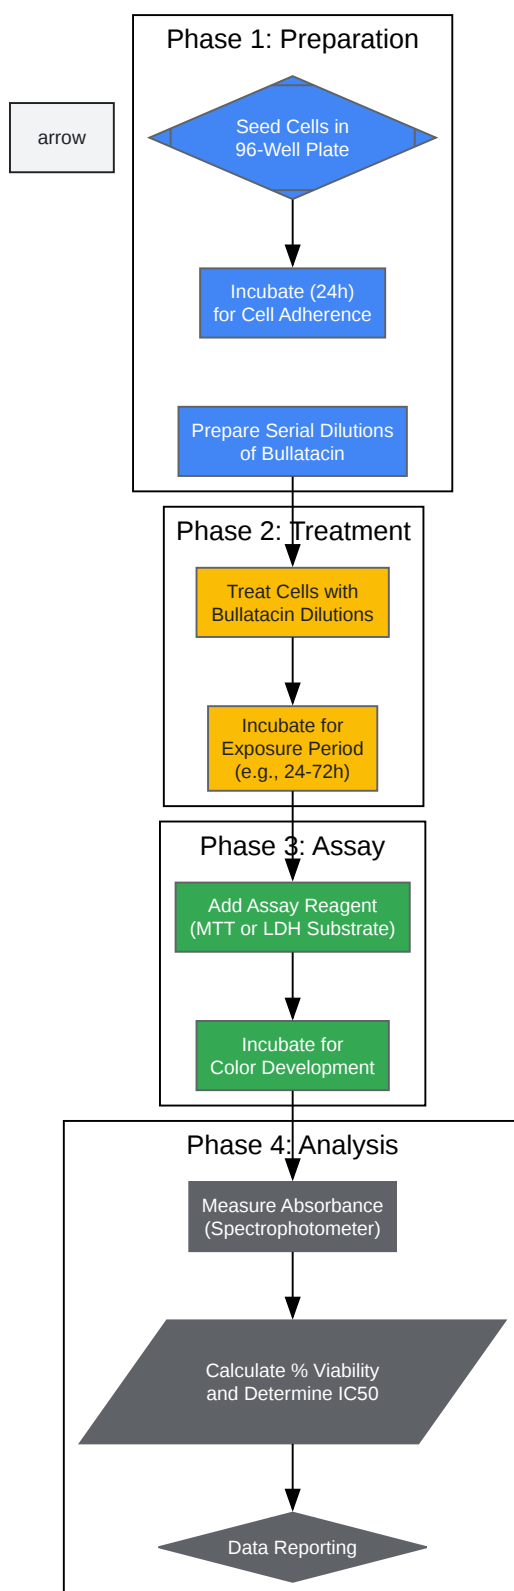 Phase 1: Preparation
arrow
Seed Cells in
96-Well Plate
Incubate (24h)
for Cell Adherence
Prepare Serial Dilutions
of Bullatacin
Phase 2: Treatment
Treat Cells with
Bullatacin Dilutions
Incubate for
Exposure Period
(e.g., 24-72h)
Phase 3: Assay
Add Assay Reagent
(MTT or LDH Substrate)
Incubate for
Color Development
Phase 4: Analysis
Measure Absorbance
(Spectrophotometer)
Calculate % Viability
and Determine IC50
Data Reporting